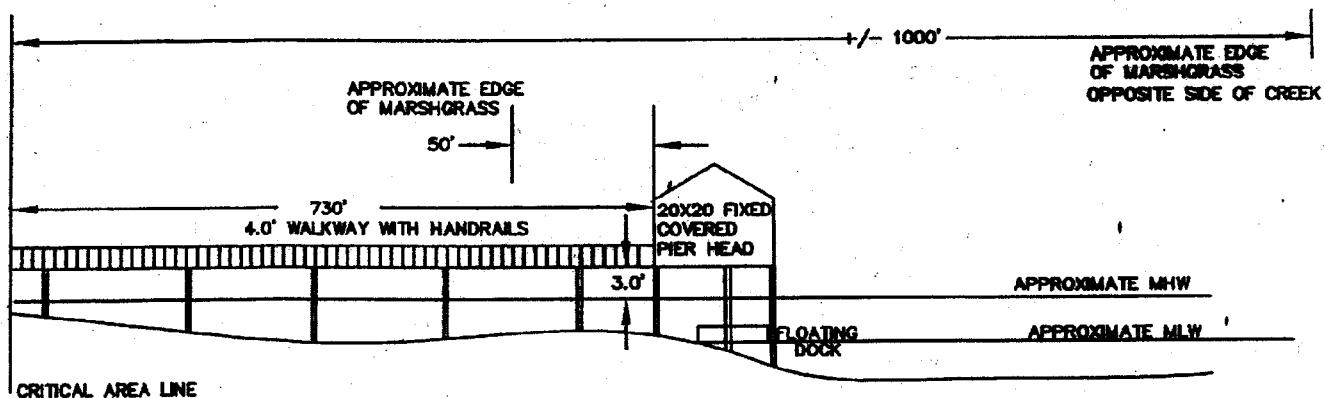 +/- 1000'
APPROXIMATE EDGE
OF MARSHGRASS
OPPOSITE SIDE OF CREEK
APPROXIMATE EDGE
OF MARSHGRASS
50'
730'
4.0' WALKWAY WITH HANDRAILS
20X20 FIXED
COVERED
PIER HEAD
3.0'
APPROXIMATE MHW
FLOATING
DOCK
APPROXIMATE MLW
CRITICAL AREA LINE